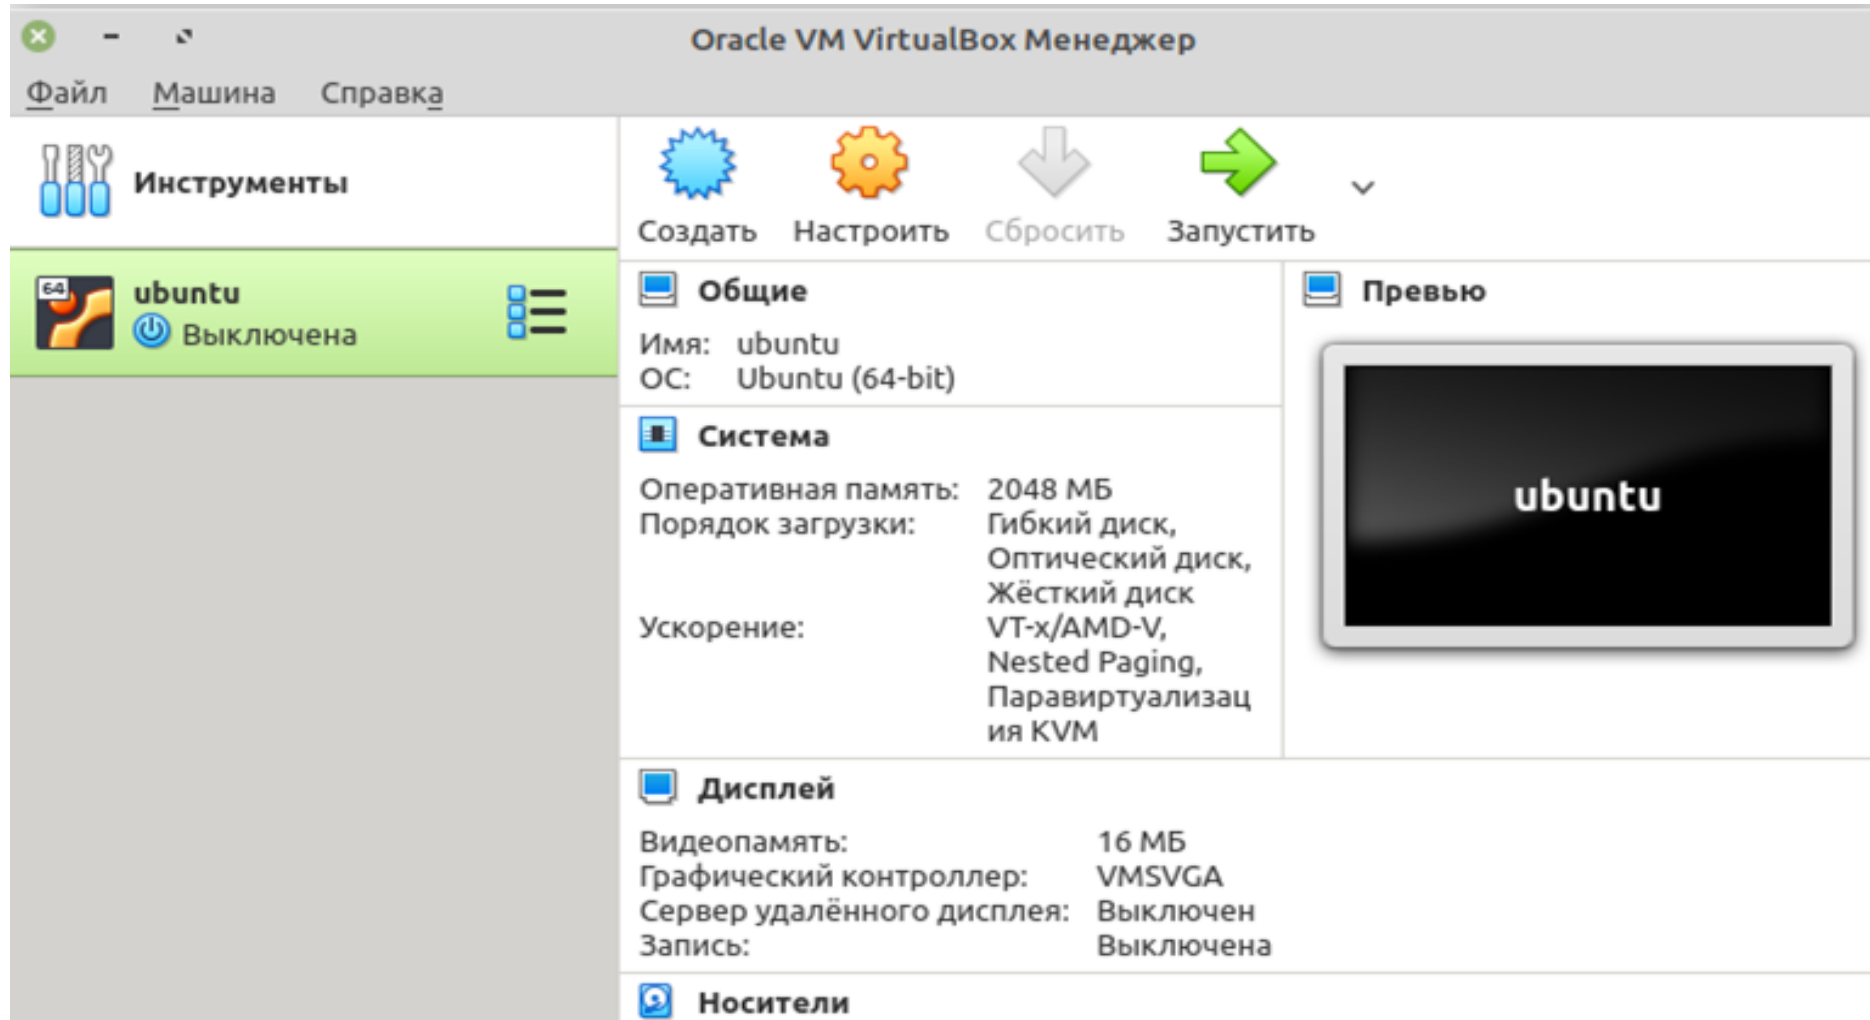 Oracle VM VirtualBox Менеджер
Файл Машина Справка
Инструменты
Создать Настроить Сбросить Запустить
64
ubuntu
Выключена
Общие
Имя: ubuntu
ОС: Ubuntu (64-bit)
Система
Оперативная память: 2048 МБ
Порядок загрузки: Гибкий диск,
Оптический диск,
Жёсткий диск
Ускорение: VT-x/AMD-V,
Nested Paging,
Паравиртуализац
ия KVM
Превью
ubuntu
Дисплей
Видеопамять: 16 МБ
Графический контроллер: VMSVGA
Сервер удалённого дисплея: Выключен
Запись: Выключена
Носители